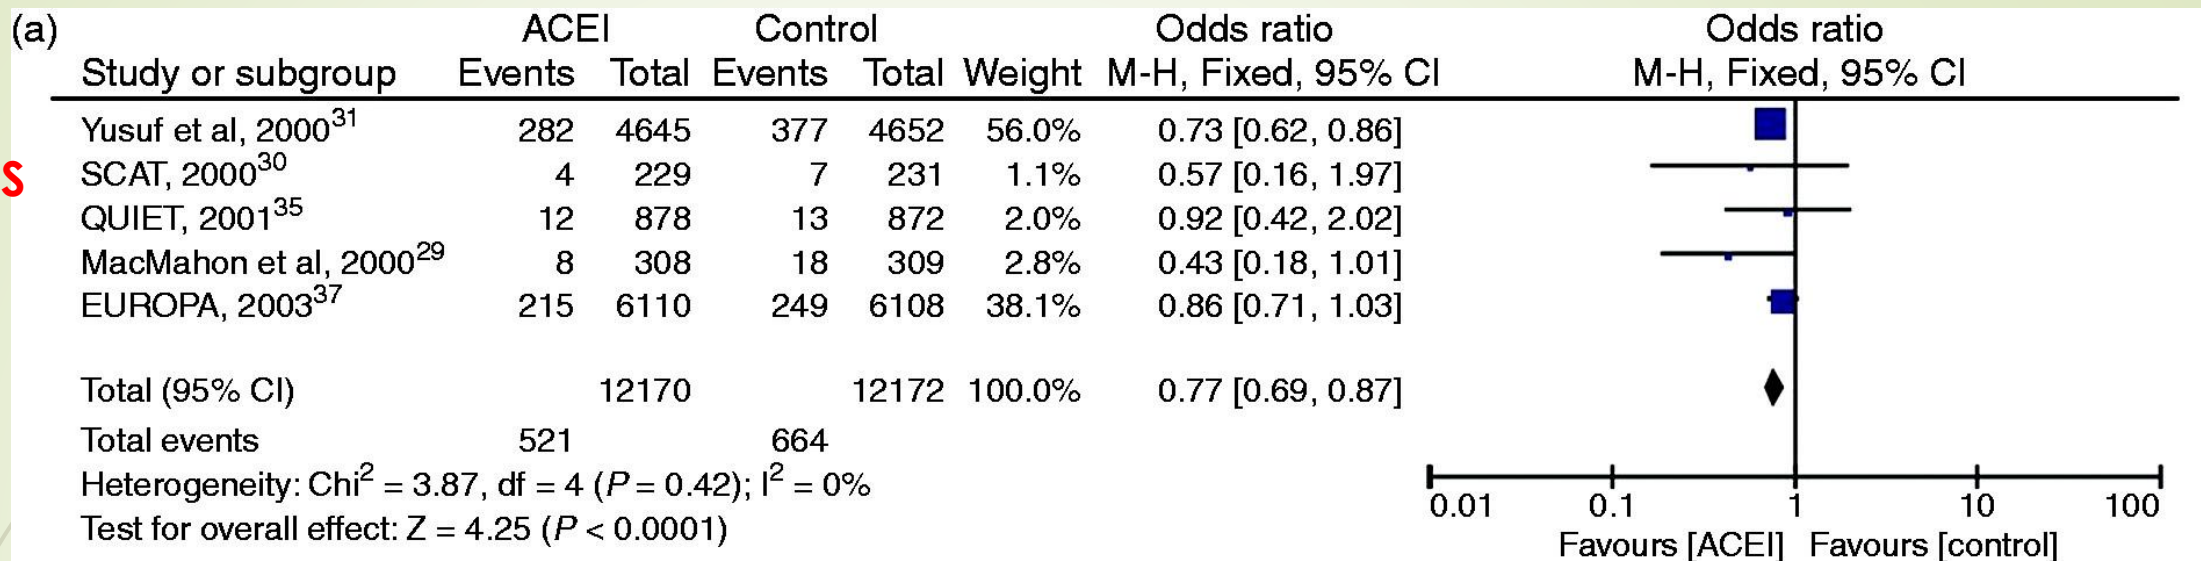 (a) ACEI Control Odds ratio Odds ratio
Study or subgroup Events Total Events Total Weight M-H, Fixed, 95% CI M-H, Fixed, 95% CI
Yusuf et al, 2000³¹ 282 4645 377 4652 56.0% 0.73 [0.62, 0.86]
s SCAT, 2000³⁰ 4 229 7 231 1.1% 0.57 [0.16, 1.97]
QUIET, 2001³⁵ 12 878 13 872 2.0% 0.92 [0.42, 2.02]
MacMahon et al, 2000²⁹ 8 308 18 309 2.8% 0.43 [0.18, 1.01]
EUROPA, 2003³⁷ 215 6110 249 6108 38.1% 0.86 [0.71, 1.03]
Total (95% CI) 12170 12172 100.0% 0.77 [0.69, 0.87]
Total events 521 664
Heterogeneity: Chi² = 3.87, df = 4 (P = 0.42); I² = 0%
Test for overall effect: Z = 4.25 (P < 0.0001)
0.01 0.1 1 10 100
Favours [ACEI] Favours [control]